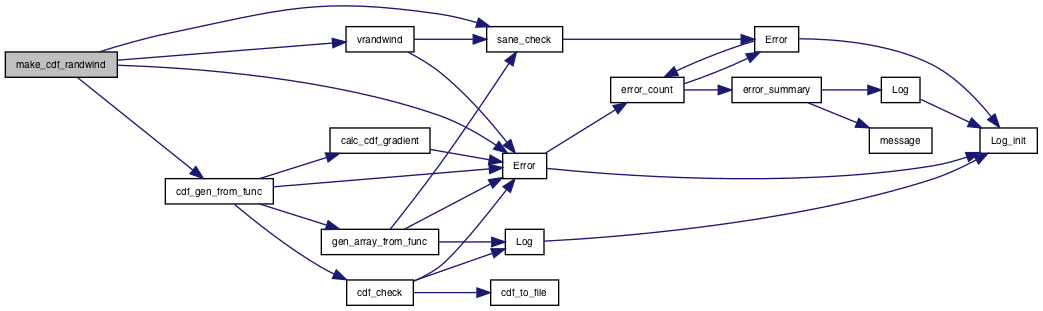 make_cdf_randwind
vrandwind
sane_check
Error
error_count
error_summary
Log
message
Log_init
calc_cdf_gradient
Error
cdf_gen_from_func
gen_array_from_func
Log
cdf_check
cdf_to_file